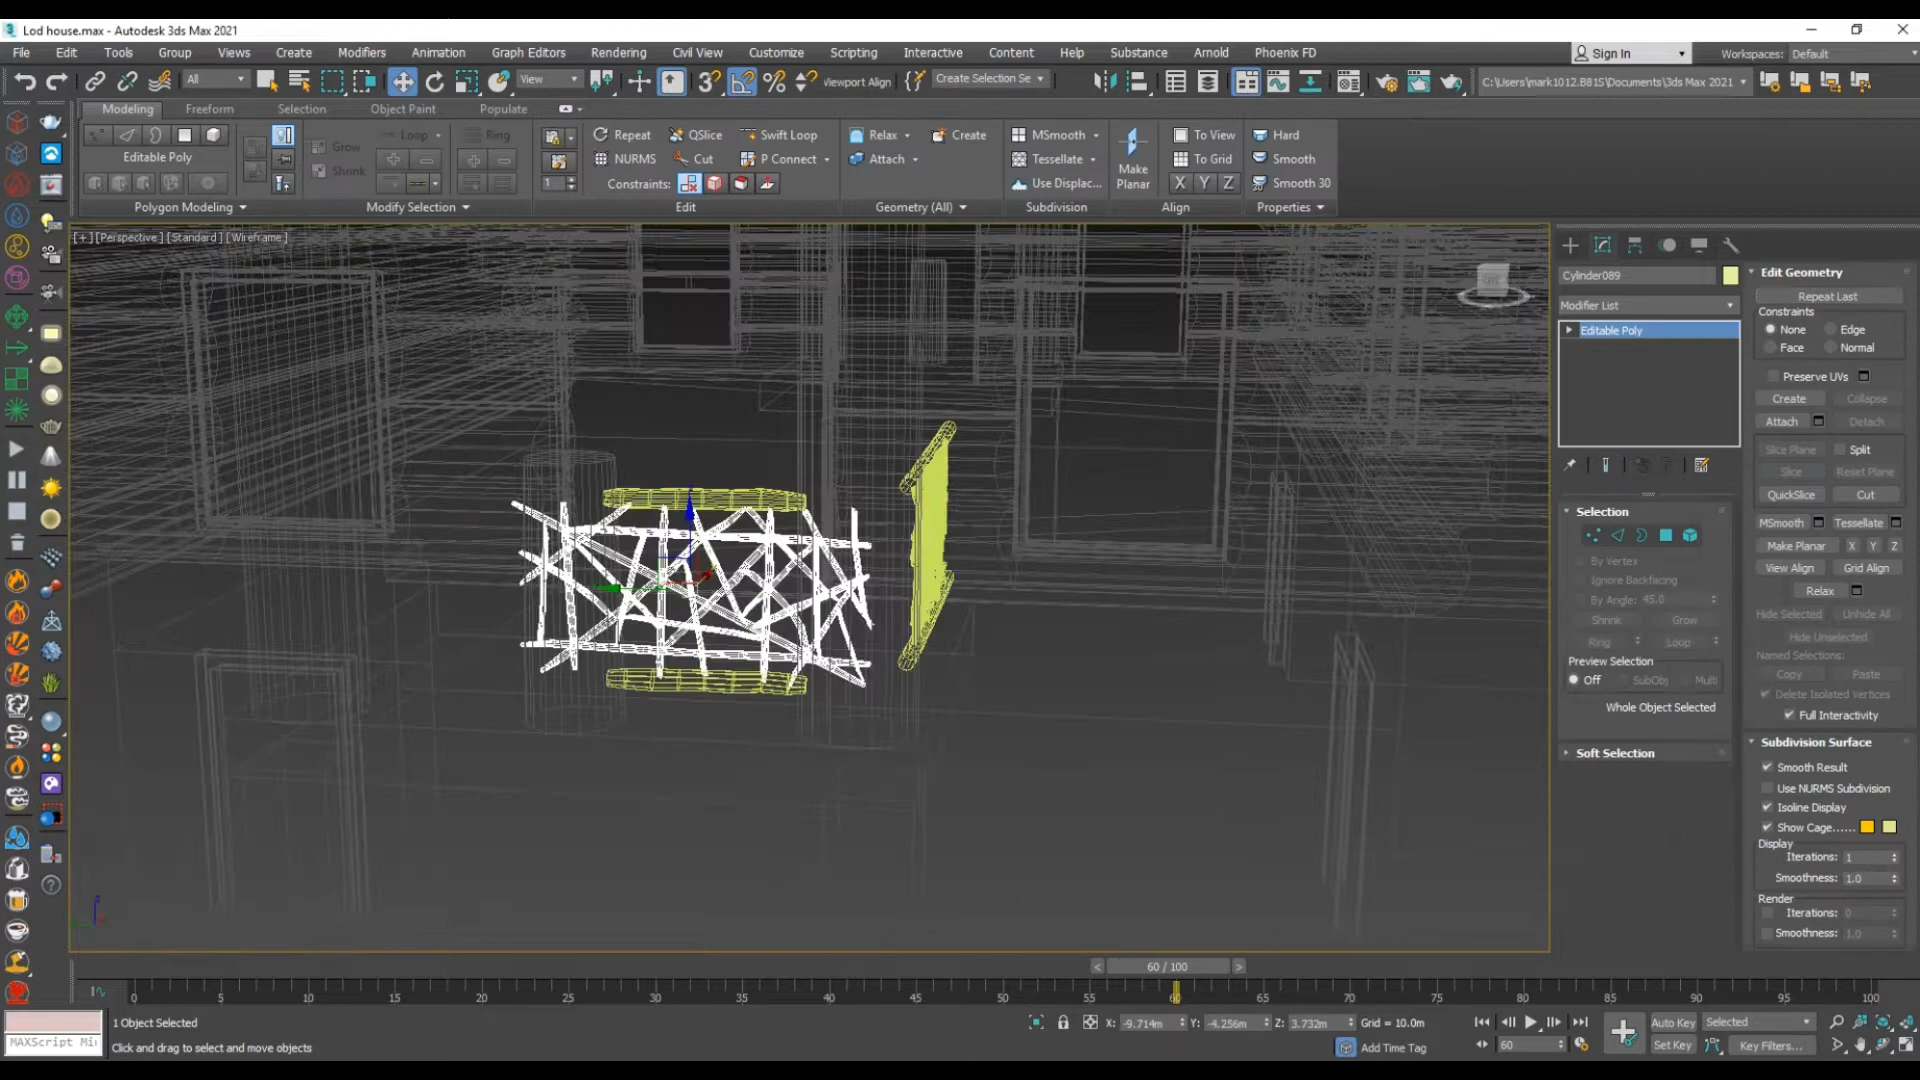 Lod house.max - Autodesk 3ds Max 2021
File Edit Tools Group Views Create Modifiers Animation Graph Editors Rendering Civil View Customize Scripting Interactive Content Help Substance Arnold Phoenix FD
Sign In Workspaces: Default
All View viewport Align Create Selection Se C:\Users\mark1012.B815\Documents\3ds Max 2021
Modeling Freeform Selection Object Paint Populate
Loop Ring Repeat QSlice Swift Loop Relax Create MSmooth To View Hard
Editable Poly Grow NURMS Cut P Connect Attach Tessellate To Grid Smooth
Shrink 1 Constraints: Use Displac... Make Planar X Y Z Smooth 30
Polygon Modeling Modify Selection Edit Geometry (All) Subdivision Align Properties
[+] [Perspective] [Standard] [Wireframe]
Cylinder089
Modifier List
Editable Poly
Selection
By Vertex
Ignore Backfacing
By Angle: 45.0
Shrink Grow
Ring Loop
Preview Selection
Off SubObj Multi
Whole Object Selected
Soft Selection
Edit Geometry
Repeat Last
Constraints
None Edge
Face Normal
Preserve UVs
Create Collapse
Attach Detach
Slice Plane Split
Slice Reset Plane
QuickSlice Cut
MSmooth Tessellate
Make Planar X Y Z
View Align Grid Align
Relax
Hide Selected Unhide All
Hide Unselected
Named Selections:
Copy Paste
Delete Isolated Vertices
Full Interactivity
Subdivision Surface
Smooth Result
Use NURMS Subdivision
Isoline Display
Show Cage......
Display
Iterations: 1
Smoothness: 1.0
Render
Iterations: 0
Smoothness: 1.0
< 60 / 100 >
0 5 10 15 20 25 30 35 40 45 50 55 60 65 70 75 80 85 90 95 100
1 Object Selected X: -9.714m Y: -4.256m Z: 3.732m Grid = 10.0m Auto Key Selected
MAXScript Mi Click and drag to select and move objects Add Time Tag 60 Set Key Key Filters...